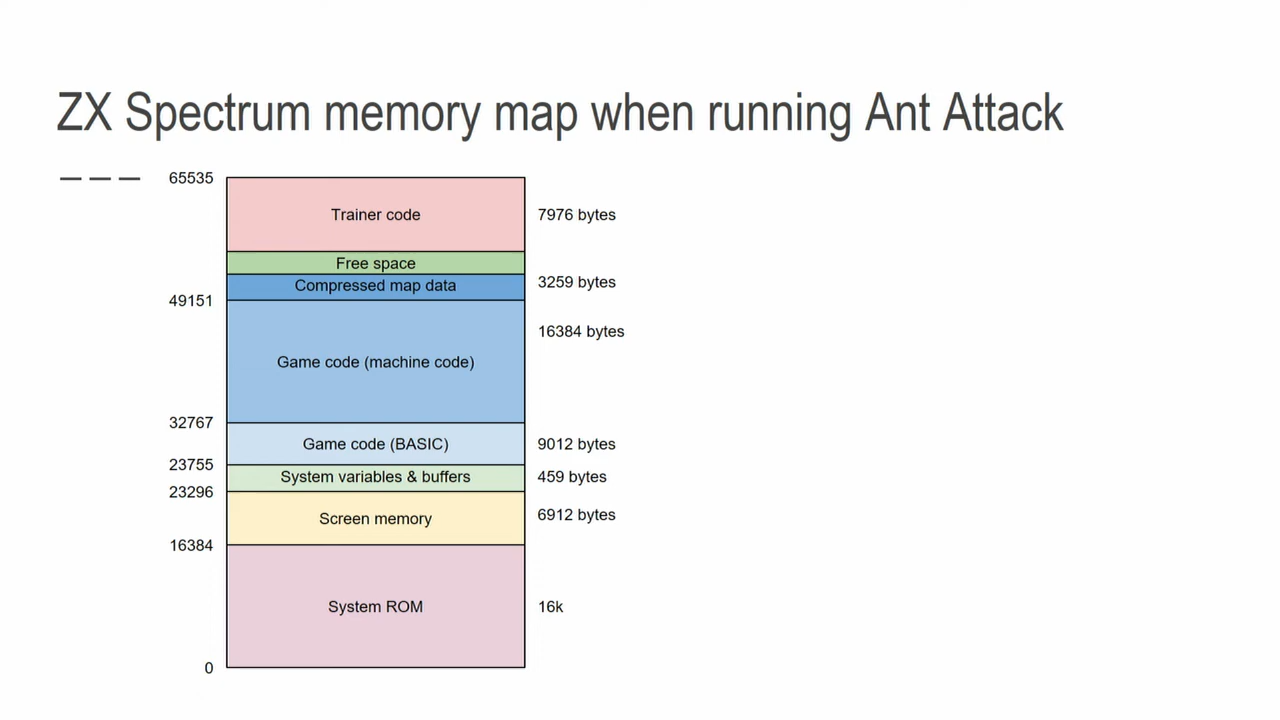 ZX Spectrum memory map when running Ant Attack
65535
Trainer code
7976 bytes
Free space
Compressed map data
3259 bytes
49151
16384 bytes
Game code (machine code)
32767
Game code (BASIC)
9012 bytes
23755
System variables & buffers
459 bytes
23296
Screen memory
6912 bytes
16384
System ROM
16k
0